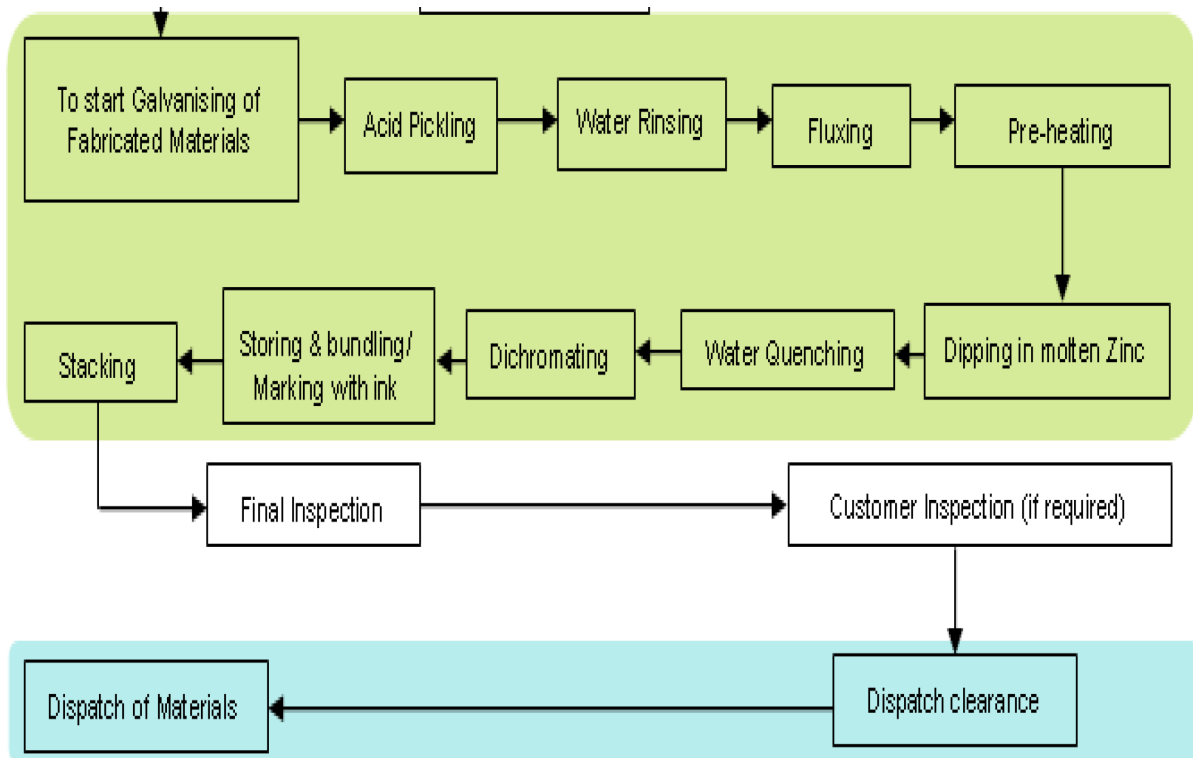 To start Galvanising of
Fabricated Materials
Acid Pickling
Water Rinsing
Fluxing
Pre-heating
Stacking
Storing & bundling/
Marking with ink
Dichromating
Water Quenching
Dipping in molten Zinc
Final Inspection
Customer Inspection (if required)
Dispatch of Materials
Dispatch clearance